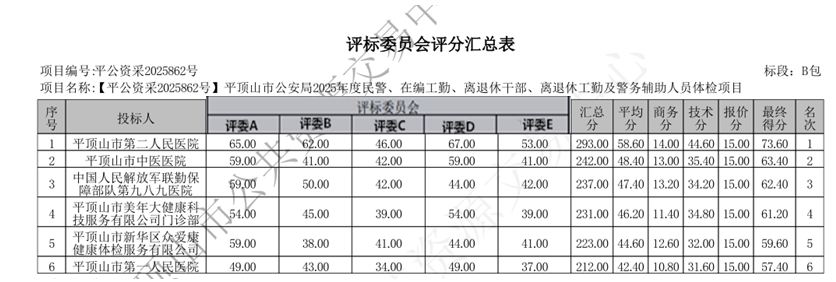 评标委员会评分汇总表
项目编号:平公资采2025862号 标段：B包
项目名称:【平公资采2025862号】平顶山市公安局2025年度民警、在编工勤、离退休干部、离退休工勤及警务辅助人员体检项目
序号 投标人 评标委员会 汇总分 平均分 商务分 技术分 报价分 最终得分 名次
评委A 评委B 评委C 评委D 评委E
1 平顶山市第二人民医院 65.00 62.00 46.00 67.00 53.00 293.00 58.60 14.00 44.60 15.00 73.60 1
2 平顶山市中医医院 59.00 41.00 42.00 59.00 41.00 242.00 48.40 13.00 35.40 15.00 63.40 2
3 中国人民解放军联勤保障部队第九八九医院 59.00 50.00 42.00 44.00 42.00 237.00 47.40 13.20 34.20 15.00 62.40 3
4 平顶山市美年大健康科技服务有限公司门诊部 54.00 45.00 39.00 54.00 39.00 231.00 46.20 11.40 34.80 15.00 61.20 4
5 平顶山市新华区众爱康健康体检服务有限公司 59.00 38.00 41.00 44.00 41.00 223.00 44.60 12.60 32.00 15.00 59.60 5
6 平顶山市第一人民医院 49.00 43.00 34.00 49.00 37.00 212.00 42.40 10.80 31.60 15.00 57.40 6